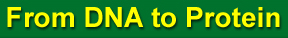 From DNA to Protein